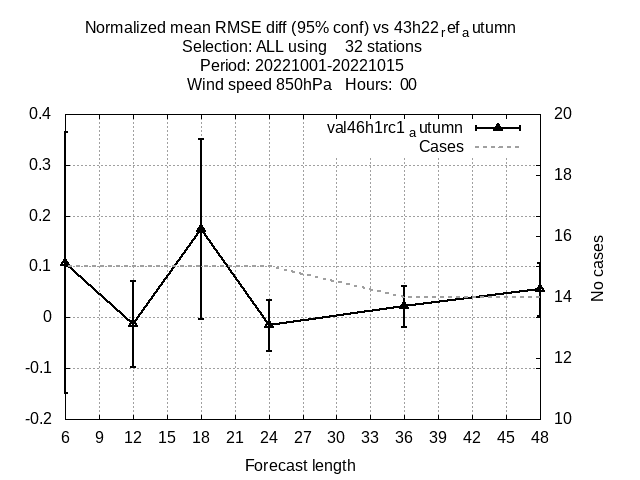 Normalized mean RMSE diff (95% conf) vs 43h22refautumn
Selection: ALL using 32 stations
Period: 20221001-20221015
Wind speed 850hPa Hours: 00
val46h1rc1autumn
Cases
0.4
0.3
0.2
0.1
0
-0.1
-0.2
20
18
16
14
12
10
No cases
6 9 12 15 18 21 24 27 30 33 36 39 42 45 48
Forecast length